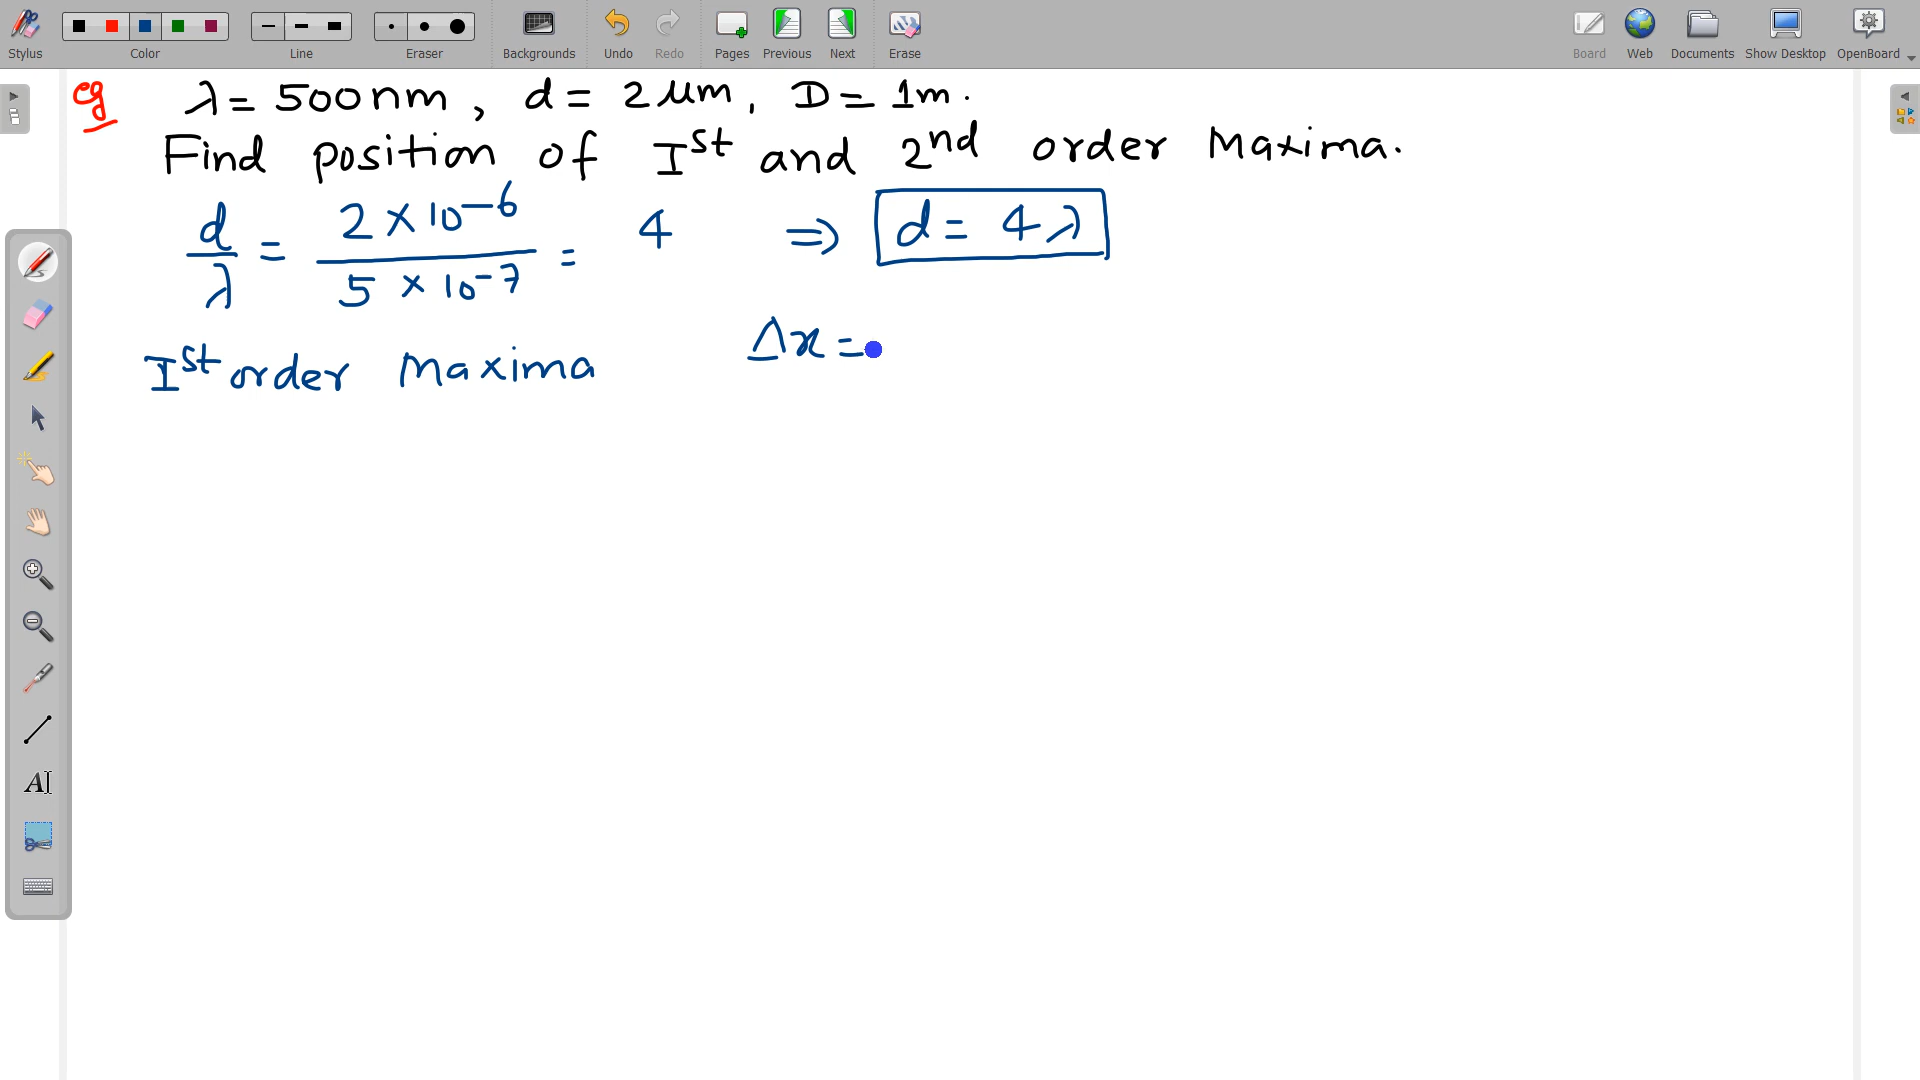 Stylus Color Line Eraser Backgrounds Undo Redo Pages Previous Next Erase Board Web Documents Show Desktop OpenBoard
eg λ = 500nm, d = 2 μm, D = 1m.
Find position of Ist and 2nd order Maxima.
d/λ = 2 × 10⁻⁶ / 5 × 10⁻⁷ = 4 ⇒ d = 4λ
Ist order Maxima Δx =